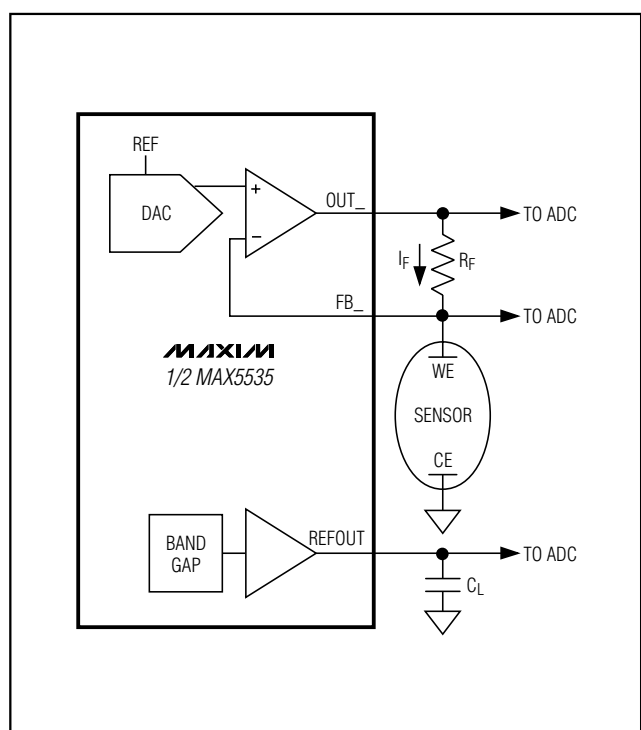 REF
DAC
+
−
OUT_
TO ADC
I_F
R_F
FB_
TO ADC
MAXIM
1/2 MAX5535
WE
SENSOR
CE
BAND
GAP
REFOUT
TO ADC
C_L